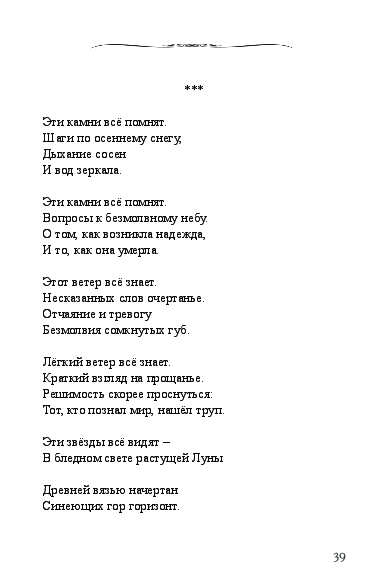 ***
Эти камни всё помнят.
Шаги по осеннему снегу,
Дыхание сосен
И вод зеркала.
Эти камни всё помнят.
Вопросы к безмолвному небу.
О том, как возникла надежда,
И то, как она умерла.
Этот ветер всё знает.
Несказанных слов очертанье.
Отчаяние и тревогу
Безмолвия сомкнутых губ.
Лёгкий ветер всё знает.
Краткий взгляд на прощанье.
Решимость скорее проснуться:
Тот, кто познал мир, нашёл труп.
Эти звёзды всё видят –
В бледном свете растущей Луны
Древней вязью начертан
Синеющих гор горизонт.
39